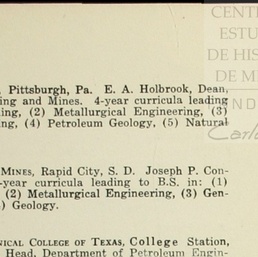 CENT
ESTU
DE HIS
DE M
ND
Carlo
Pittsburgh, Pa. E. A. Holbrook, Dean,
ing and Mines. 4-year curricula leading
ing, (2) Metallurgical Engineering, (3)
ng, (4) Petroleum Geology, (5) Natural
MINES, Rapid City, S. D. Joseph P. Con-
-year curricula leading to B.S. in: (1)
(2) Metallurgical Engineering, (3) Gen-
) Geology.
NICAL COLLEGE OF TEXAS, College Station,
Head, Department of Petroleum Engin-